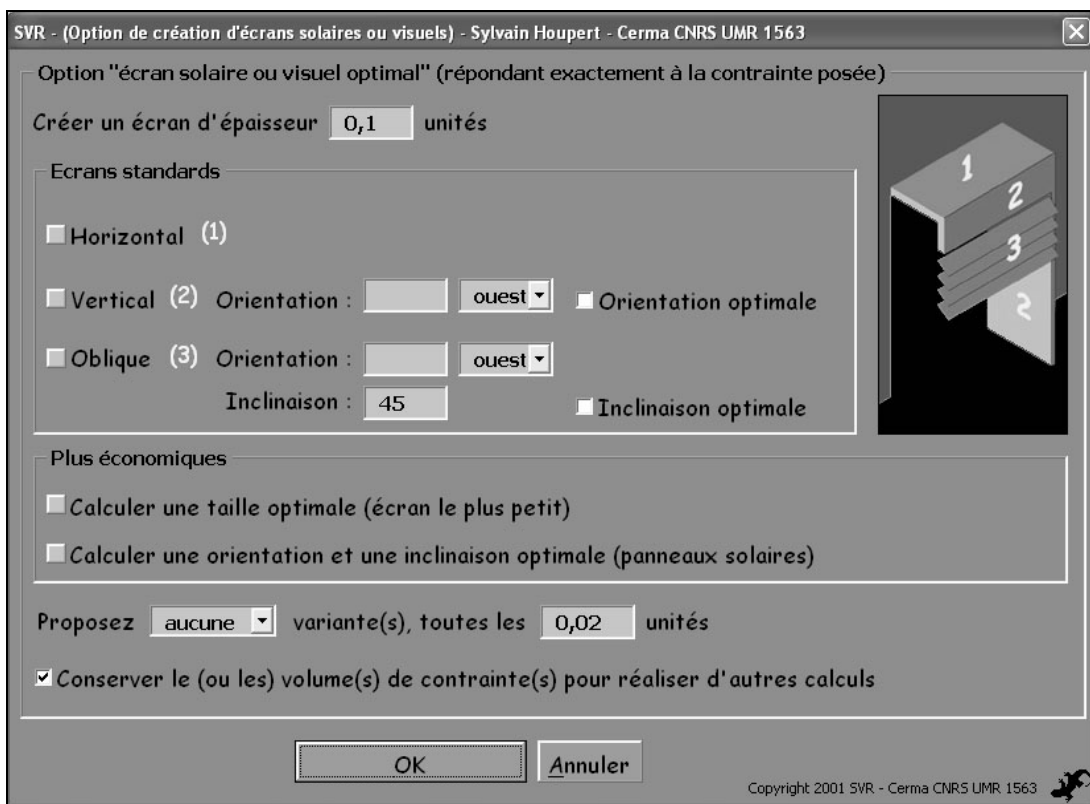 SVR - (Option de création d'écrans solaires ou visuels) - Sylvain Houpert - Cerma CNRS UMR 1563
Option "écran solaire ou visuel optimal" (répondant exactement à la contrainte posée)
Créer un écran d'épaisseur 0,1 unités
Ecrans standards
Horizontal (1)
Vertical (2) Orientation : ouest Orientation optimale
Oblique (3) Orientation : ouest
Inclinaison : 45 Inclinaison optimale
1
2
3
2
Plus économiques
Calculer une taille optimale (écran le plus petit)
Calculer une orientation et une inclinaison optimale (panneaux solaires)
Proposez aucune variante(s), toutes les 0,02 unités
Conserver le (ou les) volume(s) de contrainte(s) pour réaliser d'autres calculs
OK Annuler
Copyright 2001 SVR - Cerma CNRS UMR 1563